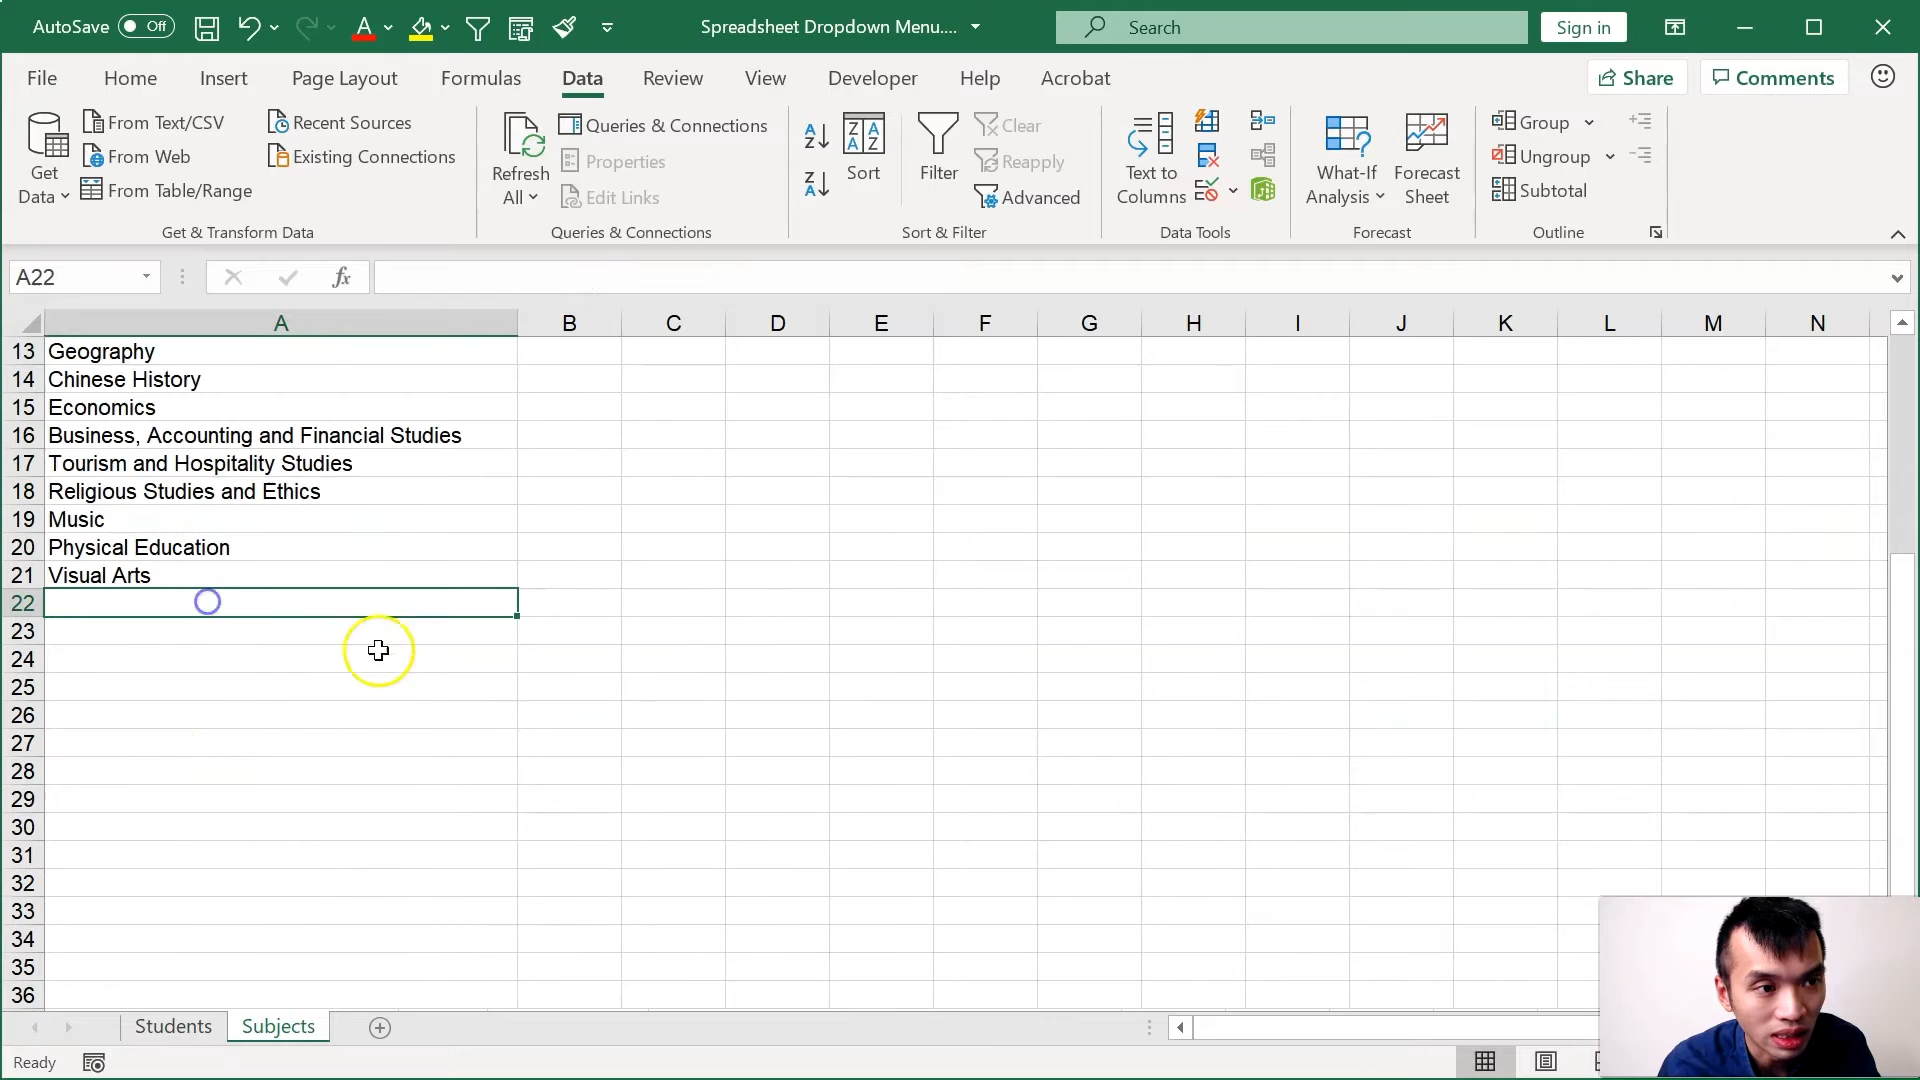 AutoSave Off
Spreadsheet Dropdown Menu....
Search
Sign in
File Home Insert Page Layout Formulas Data Review View Developer Help Acrobat
Share Comments
Get Data
From Text/CSV
From Web
From Table/Range
Recent Sources
Existing Connections
Get & Transform Data
Refresh All
Queries & Connections
Properties
Edit Links
Queries & Connections
Sort
Filter
Clear
Reapply
Advanced
Sort & Filter
Text to Columns
Data Tools
What-If Analysis
Forecast Sheet
Forecast
Group
Ungroup
Subtotal
Outline
A22
fx
A B C D E F G H I J K L M N
13 Geography
14 Chinese History
15 Economics
16 Business, Accounting and Financial Studies
17 Tourism and Hospitality Studies
18 Religious Studies and Ethics
19 Music
20 Physical Education
21 Visual Arts
22
23
24
25
26
27
28
29
30
31
32
33
34
35
36
Students Subjects
Ready